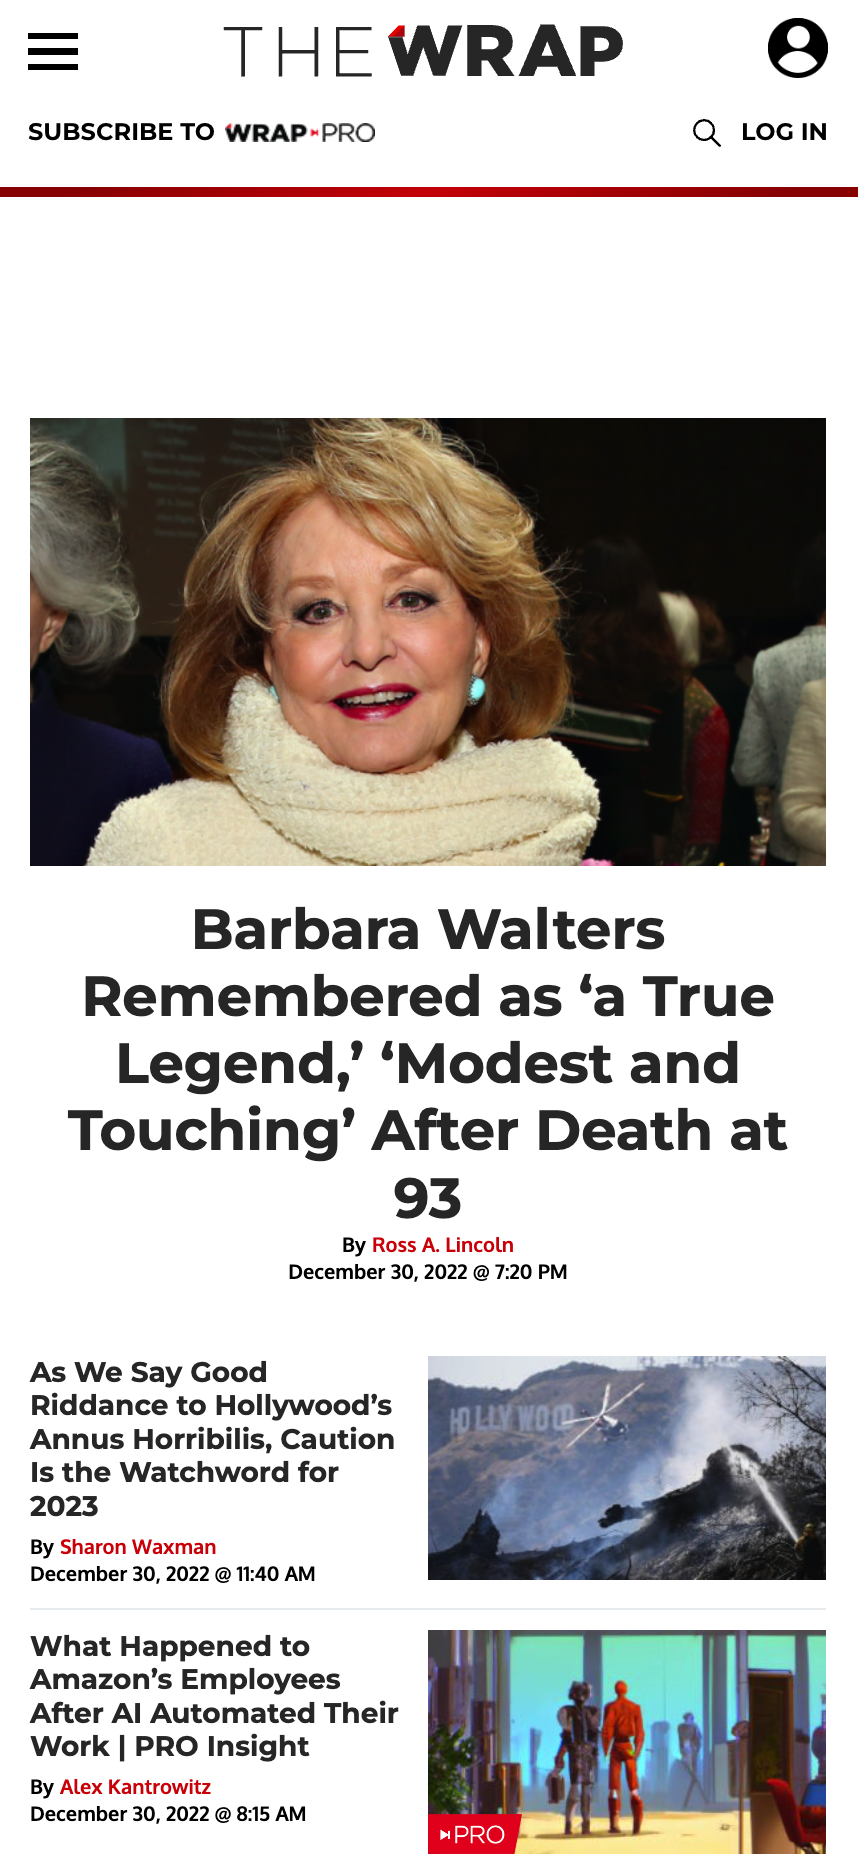 THE WRAP
SUBSCRIBE TO WRAP PRO
LOG IN
Barbara Walters
Remembered as ‘a True
Legend,’ ‘Modest and
Touching’ After Death at
93
By Ross A. Lincoln
December 30, 2022 @ 7:20 PM
As We Say Good
Riddance to Hollywood’s
Annus Horribilis, Caution
Is the Watchword for
2023
By Sharon Waxman
December 30, 2022 @ 11:40 AM
HOLLYWOOD
What Happened to
Amazon’s Employees
After AI Automated Their
Work | PRO Insight
By Alex Kantrowitz
December 30, 2022 @ 8:15 AM
PRO